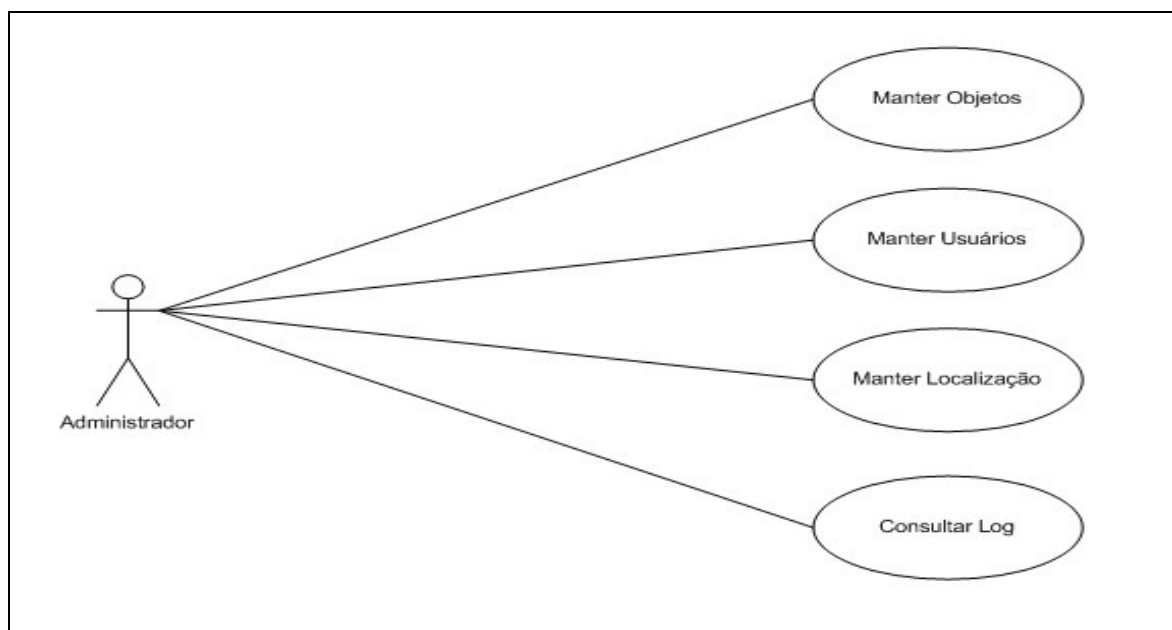 Manter Objetos
Manter Usuários
Manter Localização
Administrador
Consultar Log